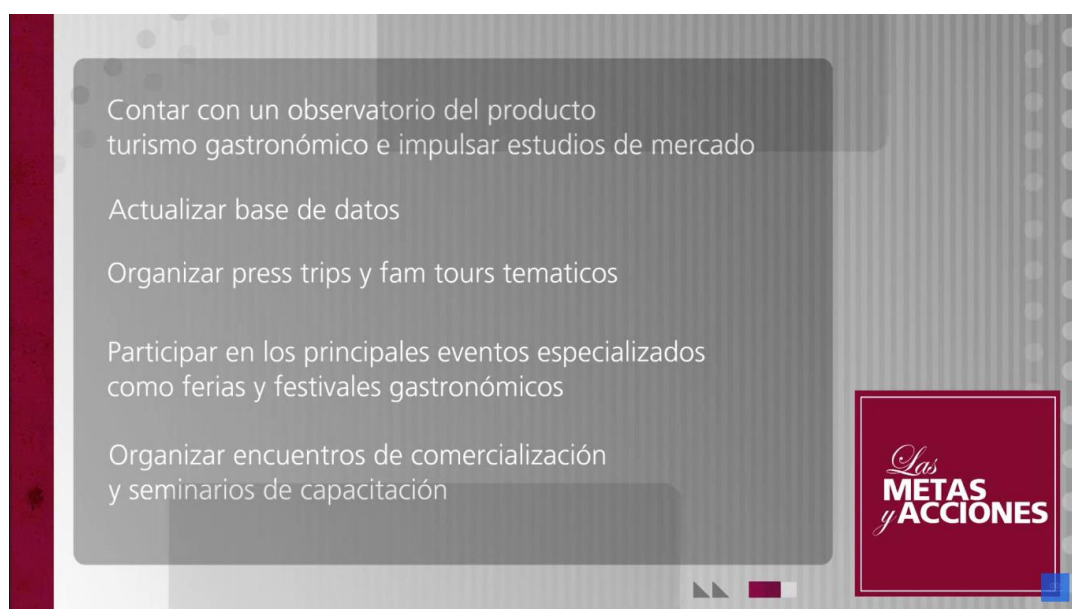 Contar con un observatorio del producto
turismo gastronómico e impulsar estudios de mercado
Actualizar base de datos
Organizar press trips y fam tours tematicos
Participar en los principales eventos especializados
como ferias y festivales gastronómicos
Organizar encuentros de comercialización
y seminarios de capacitación
Las
METAS
y ACCIONES